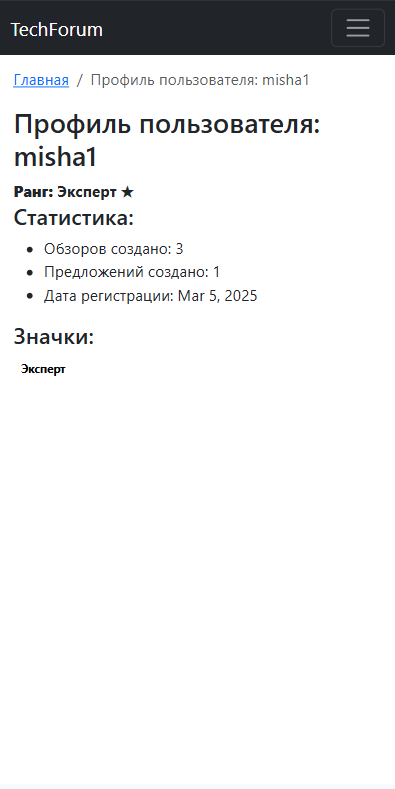 TechForum
Главная / Профиль пользователя: misha1
Профиль пользователя:
misha1
Ранг: Эксперт ★
Статистика:
Обзоров создано: 3
Предложений создано: 1
Дата регистрации: Mar 5, 2025
Значки:
Эксперт